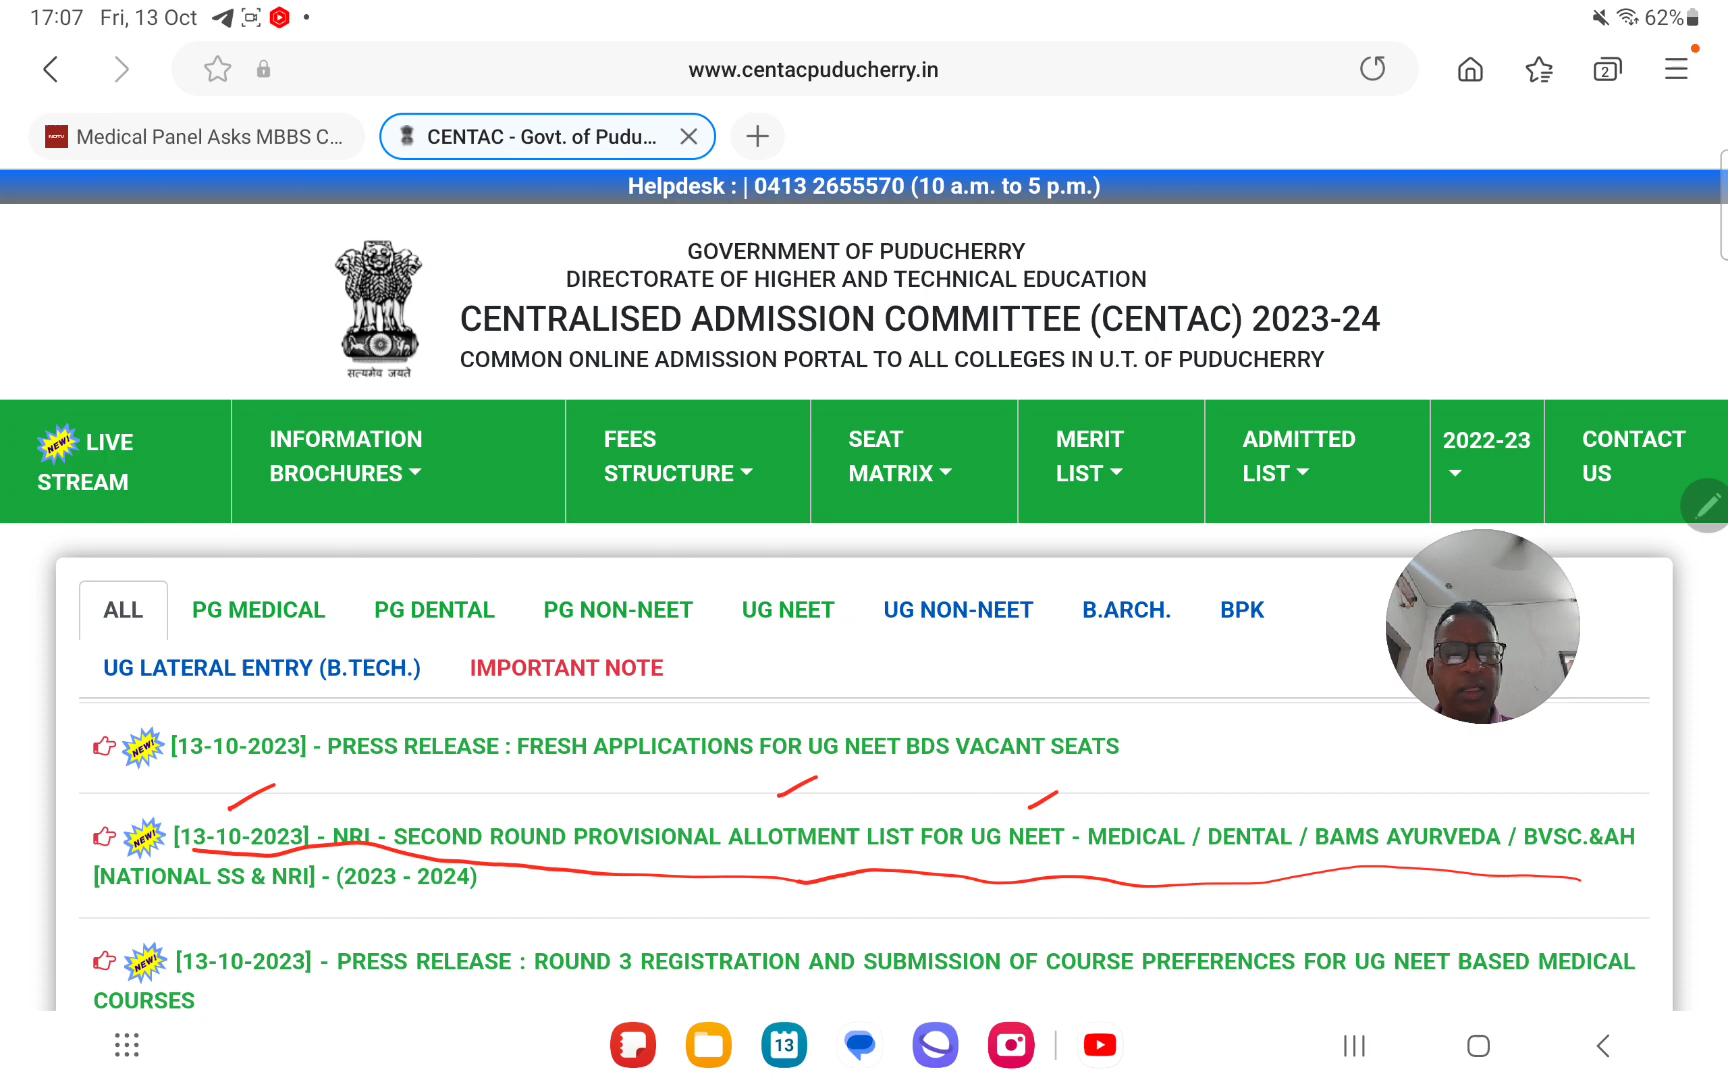 17:07 Fri, 13 Oct
62%
www.centacpuducherry.in
2
NDTV Medical Panel Asks MBBS C...
CENTAC - Govt. of Pudu...
Helpdesk : | 0413 2655570 (10 a.m. to 5 p.m.)
GOVERNMENT OF PUDUCHERRY
DIRECTORATE OF HIGHER AND TECHNICAL EDUCATION
CENTRALISED ADMISSION COMMITTEE (CENTAC) 2023-24
COMMON ONLINE ADMISSION PORTAL TO ALL COLLEGES IN U.T. OF PUDUCHERRY
सत्यमेव जयते
NEW! LIVE
STREAM
INFORMATION
BROCHURES
FEES
STRUCTURE
SEAT
MATRIX
MERIT
LIST
ADMITTED
LIST
2022-23
CONTACT
US
ALL PG MEDICAL PG DENTAL PG NON-NEET UG NEET UG NON-NEET B.ARCH. BPK
UG LATERAL ENTRY (B.TECH.) IMPORTANT NOTE
NEW! [13-10-2023] - PRESS RELEASE : FRESH APPLICATIONS FOR UG NEET BDS VACANT SEATS
NEW! [13-10-2023] - NRI - SECOND ROUND PROVISIONAL ALLOTMENT LIST FOR UG NEET - MEDICAL / DENTAL / BAMS AYURVEDA / BVSC.&AH
[NATIONAL SS & NRI] - (2023 - 2024)
NEW! [13-10-2023] - PRESS RELEASE : ROUND 3 REGISTRATION AND SUBMISSION OF COURSE PREFERENCES FOR UG NEET BASED MEDICAL
COURSES
13